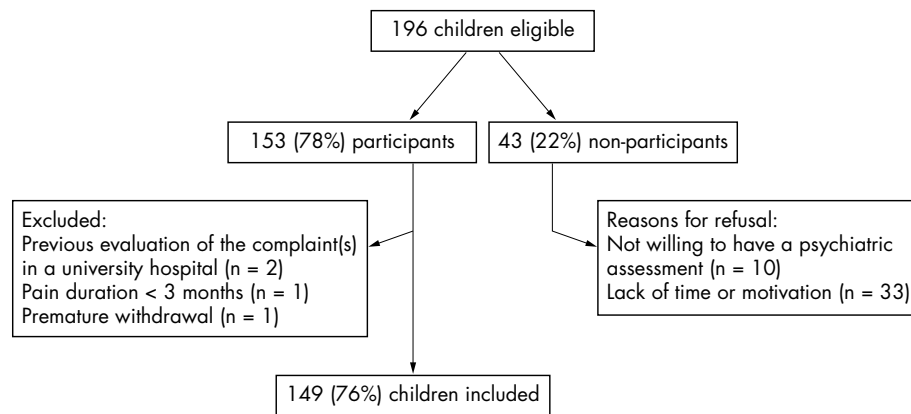 196 children eligible
153 (78%) participants
43 (22%) non-participants
Excluded:
Previous evaluation of the complaint(s)
in a university hospital (n = 2)
Pain duration < 3 months (n = 1)
Premature withdrawal (n = 1)
Reasons for refusal:
Not willing to have a psychiatric
assessment (n = 10)
Lack of time or motivation (n = 33)
149 (76%) children included